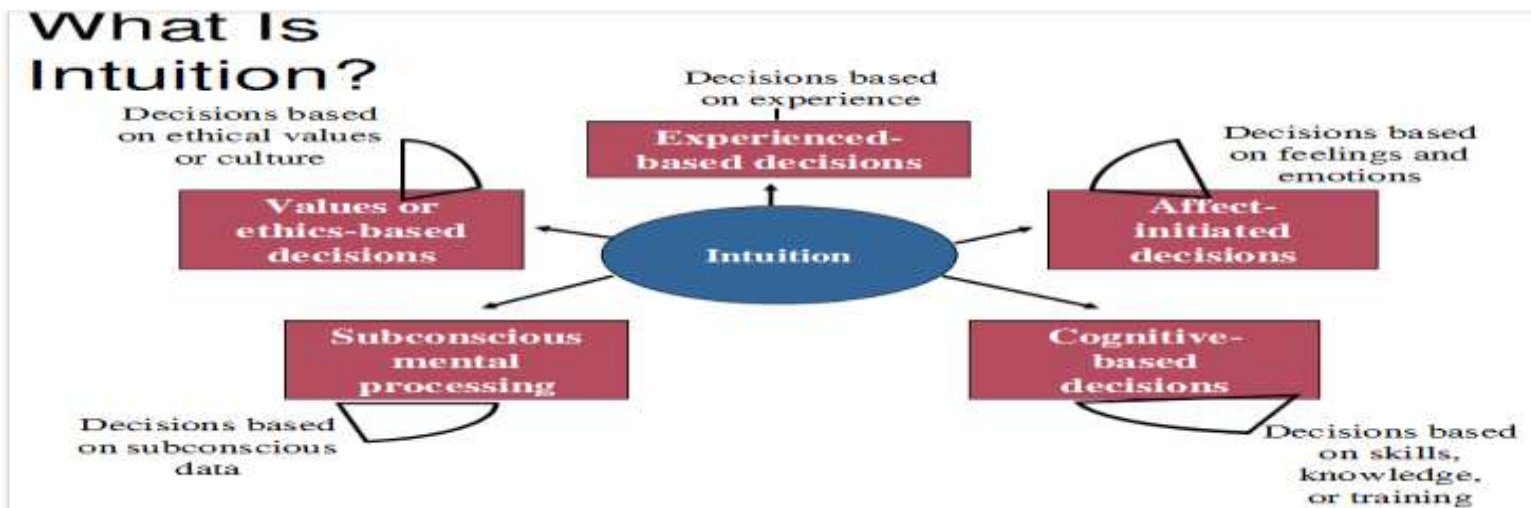 What Is
Intuition?
Decisions based
on experience
Experienced-
based decisions
Decisions based
on ethical values
or culture
Values or
ethics-based
decisions
Decisions based
on feelings and
emotions
Affect-
initiated
decisions
Intuition
Subconscious
mental
processing
Decisions based
on subconscious
data
Cognitive-
based
decisions
Decisions based
on skills,
knowledge,
or training